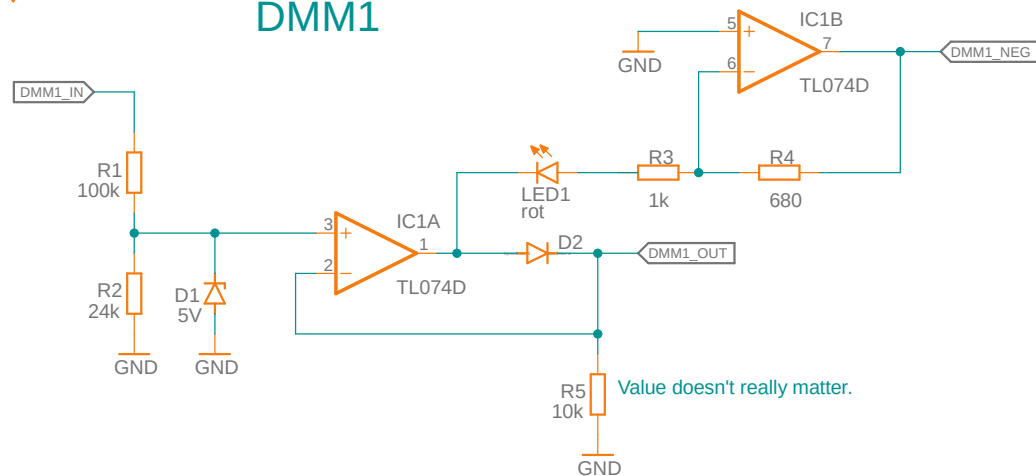 DMM1
IC1B
5
7
DMM1_NEG
6
GND
TL074D
DMM1_IN
R1
100k
LED1
rot
R3
1k
R4
680
IC1A
3
1
2
TL074D
D2
DMM1_OUT
R2
24k
D1
5V
GND
GND
R5
10k
Value doesn't really matter.
GND